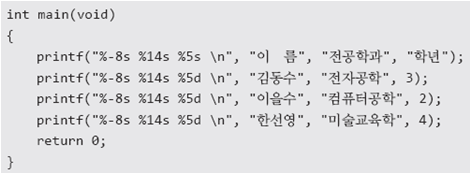 int main(void)
{
    printf("%-8s %14s %5s \n", "이  름", "전공학과", "학년");
    printf("%-8s %14s %5d \n", "김동수", "전자공학", 3);
    printf("%-8s %14s %5d \n", "이을수", "컴퓨터공학", 2);
    printf("%-8s %14s %5d \n", "한선영", "미술교육학", 4);
    return 0;
}